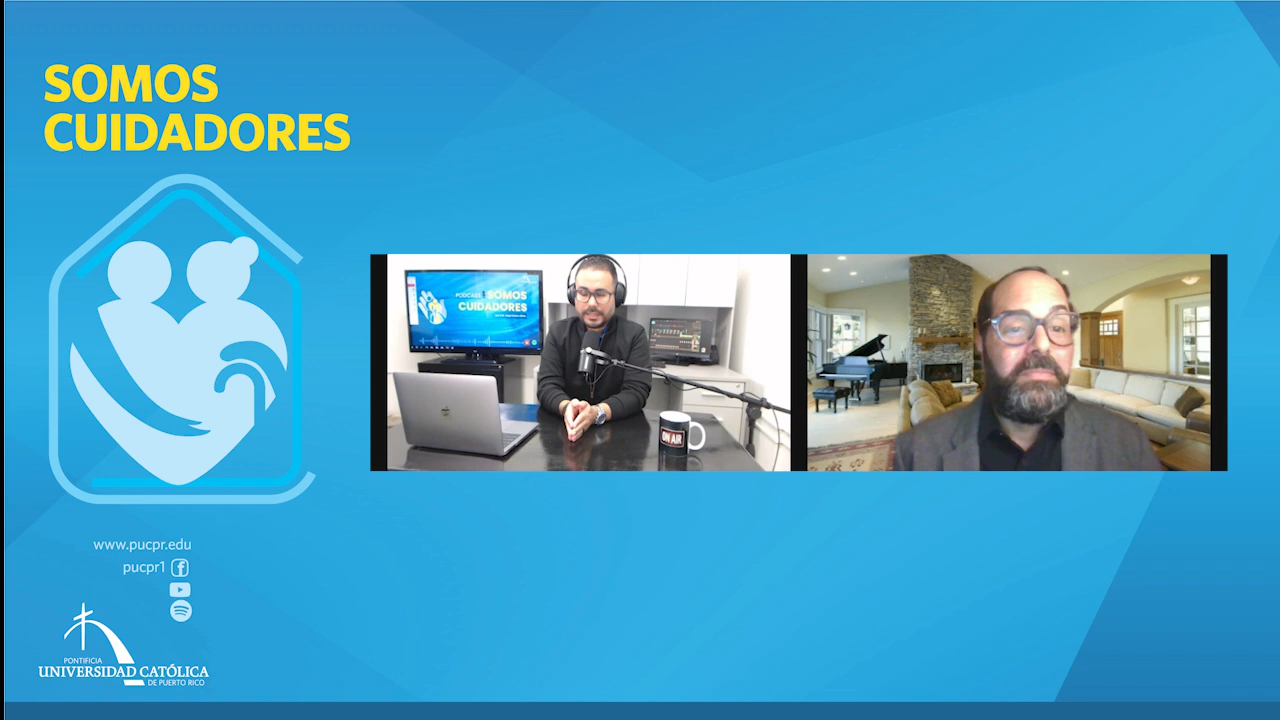 SOMOS
CUIDADORES
PODCAST SOMOS
CUIDADORES
ON AIR
www.pucpr.edu
pucpr1
PONTIFICIA
UNIVERSIDAD CATÓLICA
DE PUERTO RICO